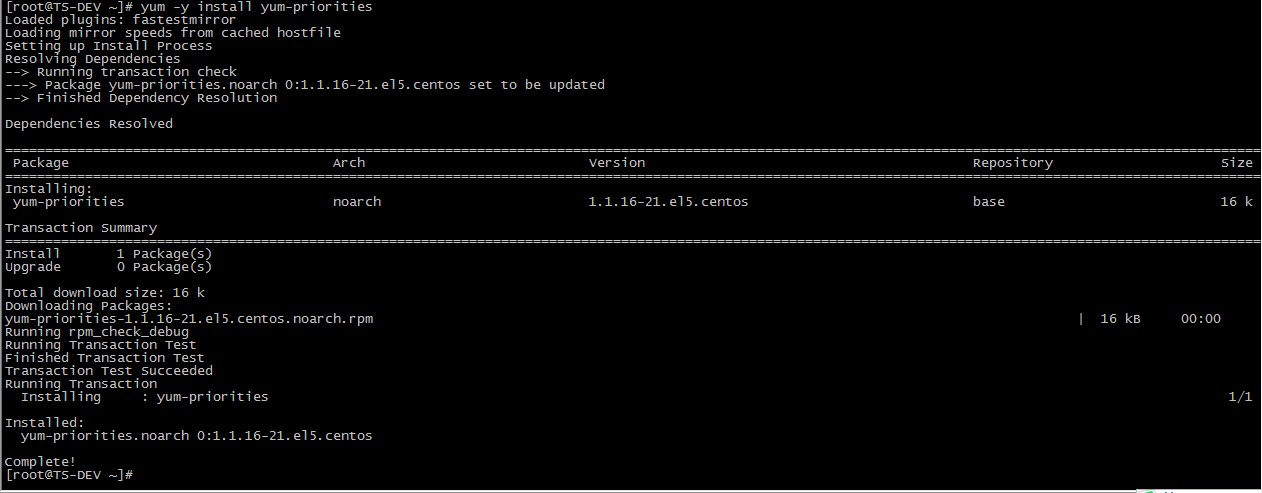 [root@TS-DEV ~]# yum -y install yum-priorities
Loaded plugins: fastestmirror
Loading mirror speeds from cached hostfile
Setting up Install Process
Resolving Dependencies
--> Running transaction check
---> Package yum-priorities.noarch 0:1.1.16-21.el5.centos set to be updated
--> Finished Dependency Resolution
Dependencies Resolved
Package Arch Version Repository Size
Installing:
yum-priorities noarch 1.1.16-21.el5.centos base 16 k
Transaction Summary
Install 1 Package(s)
Upgrade 0 Package(s)
Total download size: 16 k
Downloading Packages:
yum-priorities-1.1.16-21.el5.centos.noarch.rpm | 16 kB 00:00
Running rpm_check_debug
Running Transaction Test
Finished Transaction Test
Transaction Test Succeeded
Running Transaction
Installing : yum-priorities 1/1
Installed:
yum-priorities.noarch 0:1.1.16-21.el5.centos
Complete!
[root@TS-DEV ~]#